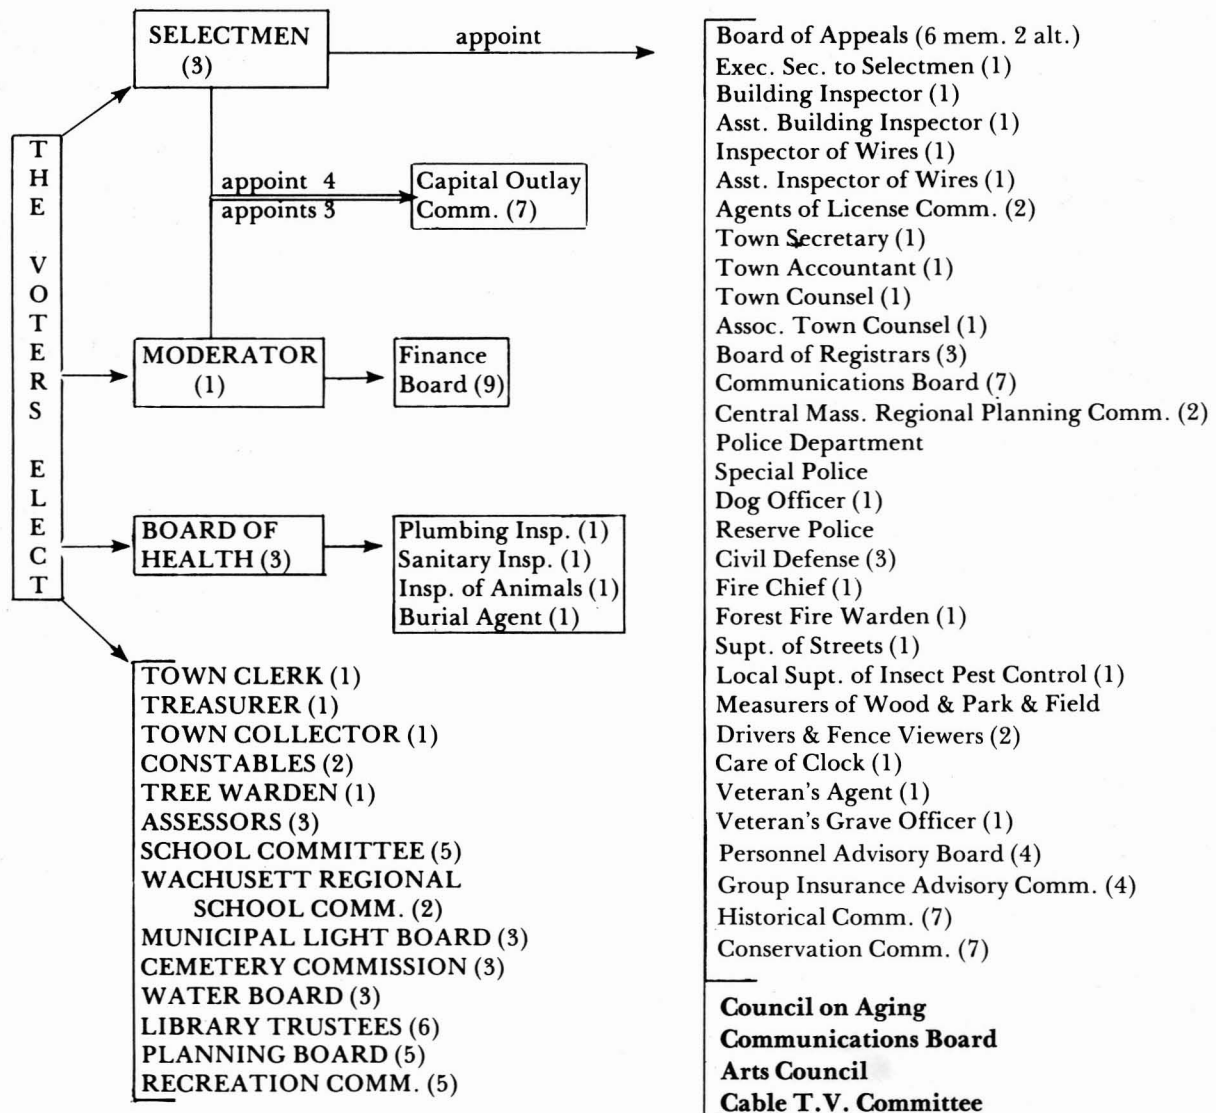 THE VOTERS ELECT
SELECTMEN
(3)
appoint
appoint 4
appoints 3
Capital Outlay
Comm. (7)
MODERATOR
(1)
Finance
Board (9)
BOARD OF
HEALTH (3)
Plumbing Insp. (1)
Sanitary Insp. (1)
Insp. of Animals (1)
Burial Agent (1)
TOWN CLERK (1)
TREASURER (1)
TOWN COLLECTOR (1)
CONSTABLES (2)
TREE WARDEN (1)
ASSESSORS (3)
SCHOOL COMMITTEE (5)
WACHUSETT REGIONAL
SCHOOL COMM. (2)
MUNICIPAL LIGHT BOARD (3)
CEMETERY COMMISSION (3)
WATER BOARD (3)
LIBRARY TRUSTEES (6)
PLANNING BOARD (5)
RECREATION COMM. (5)
Board of Appeals (6 mem. 2 alt.)
Exec. Sec. to Selectmen (1)
Building Inspector (1)
Asst. Building Inspector (1)
Inspector of Wires (1)
Asst. Inspector of Wires (1)
Agents of License Comm. (2)
Town Secretary (1)
Town Accountant (1)
Town Counsel (1)
Assoc. Town Counsel (1)
Board of Registrars (3)
Communications Board (7)
Central Mass. Regional Planning Comm. (2)
Police Department
Special Police
Dog Officer (1)
Reserve Police
Civil Defense (3)
Fire Chief (1)
Forest Fire Warden (1)
Supt. of Streets (1)
Local Supt. of Insect Pest Control (1)
Measurers of Wood & Park & Field
Drivers & Fence Viewers (2)
Care of Clock (1)
Veteran's Agent (1)
Veteran's Grave Officer (1)
Personnel Advisory Board (4)
Group Insurance Advisory Comm. (4)
Historical Comm. (7)
Conservation Comm. (7)
Council on Aging
Communications Board
Arts Council
Cable T.V. Committee